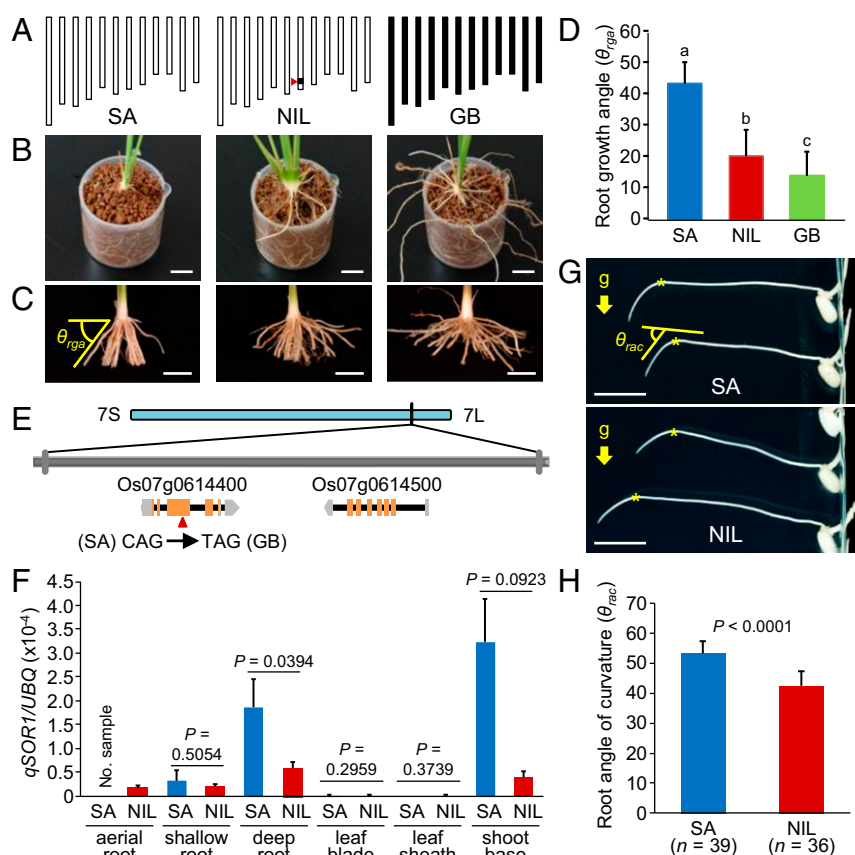 A
SA
NIL
GB
B
C
θrga
D
Root growth angle (θrga)
60
50
40
30
20
10
0
a
b
c
SA
NIL
GB
E
7S
7L
Os07g0614400
Os07g0614500
(SA) CAG → TAG (GB)
F
qSOR1/UBQ (x10-4)
4.5
4.0
3.5
3.0
2.5
2.0
1.5
1.0
0.5
0
No. sample
P =
0.5054
P = 0.0394
P =
0.2959
P =
0.3739
P = 0.0923
SA NIL SA NIL SA NIL SA NIL SA NIL SA NIL
aerial root
shallow root
deep root
leaf blade
leaf sheath
shoot base
G
g
θrac
SA
g
NIL
H
Root angle of curvature (θrac)
70
60
50
40
30
20
10
0
P < 0.0001
SA
(n = 39)
NIL
(n = 36)